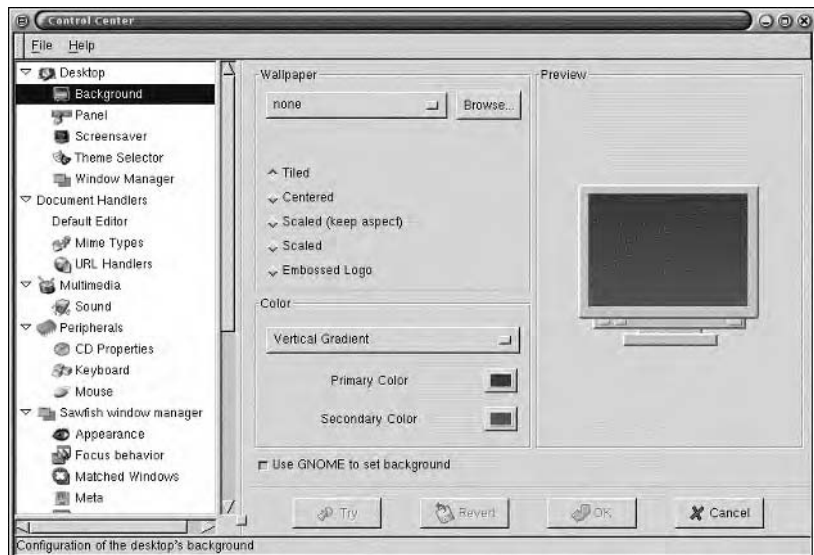 Control Center
File Help
Desktop
Background
Panel
Screensaver
Theme Selector
Window Manager
Document Handlers
Default Editor
Mime Types
URL Handlers
Multimedia
Sound
Peripherals
CD Properties
Keyboard
Mouse
Sawfish window manager
Appearance
Focus behavior
Matched Windows
Meta
Wallpaper
none
Browse...
Tiled
Centered
Scaled (keep aspect)
Scaled
Embossed Logo
Color
Vertical Gradient
Primary Color
Secondary Color
Preview
Use GNOME to set background
Try
Revert
OK
Cancel
Configuration of the desktop's background